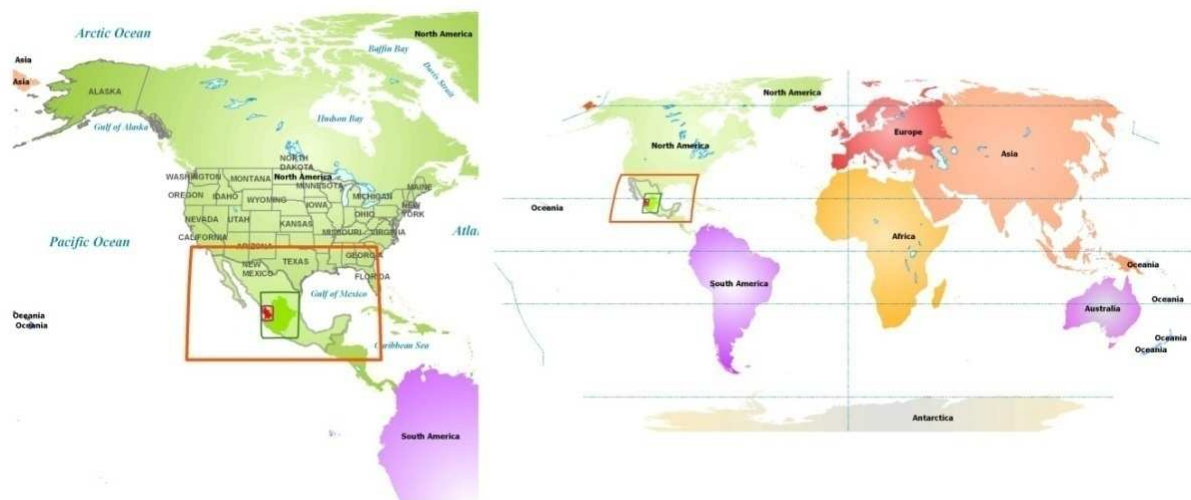 Arctic Ocean
North America
Baffin Bay
Davis Strait
Asia
Asia
ALASKA
Gulf of Alaska
Hudson Bay
NORTH
DAKOTA
WASHINGTON
MONTANA
North America
MINNESOTA
MAINE
OREGON
IDAHO
WYOMING
IOWA
MICHIGAN
NEW
YORK
NEVADA
UTAH
KANSAS
OHIO
CALIFORNIA
MISSOURI
VIRGINIA
Pacific Ocean
Atla
ARIZONA
NEW
MEXICO
TEXAS
GEORGIA
FLORIDA
Gulf of Mexico
Oceania
Oceania
Caribbean Sea
South America
North America
North America
Europe
Asia
Oceania
Africa
South America
Oceania
Australia
Oceania
Oceania
Oceania
Antarctica